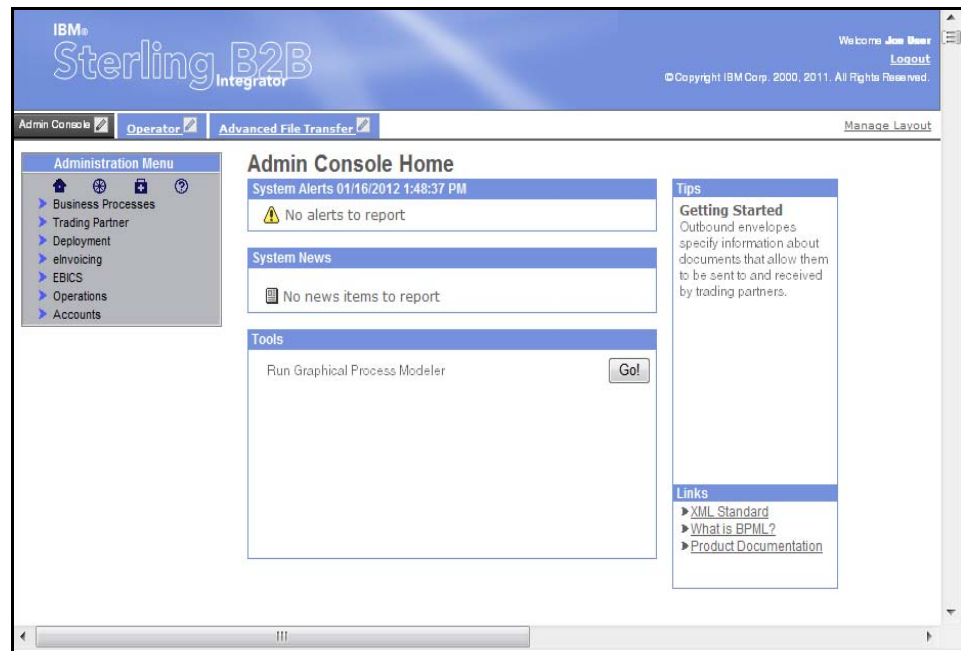 IBM®
Sterling B2B
Integrator
Welcome Joe User
Logout
©Copyright IBM Corp. 2000, 2011. All Rights Reserved.
Admin Console
Operator
Advanced File Transfer
Manage Layout
Administration Menu
Business Processes
Trading Partner
Deployment
eInvoicing
EBICS
Operations
Accounts
Admin Console Home
System Alerts 01/16/2012 1:48:37 PM
No alerts to report
System News
No news items to report
Tools
Run Graphical Process Modeler
Go!
Tips
Getting Started
Outbound envelopes
specify information about
documents that allow them
to be sent to and received
by trading partners.
Links
XML Standard
What is BPML?
Product Documentation